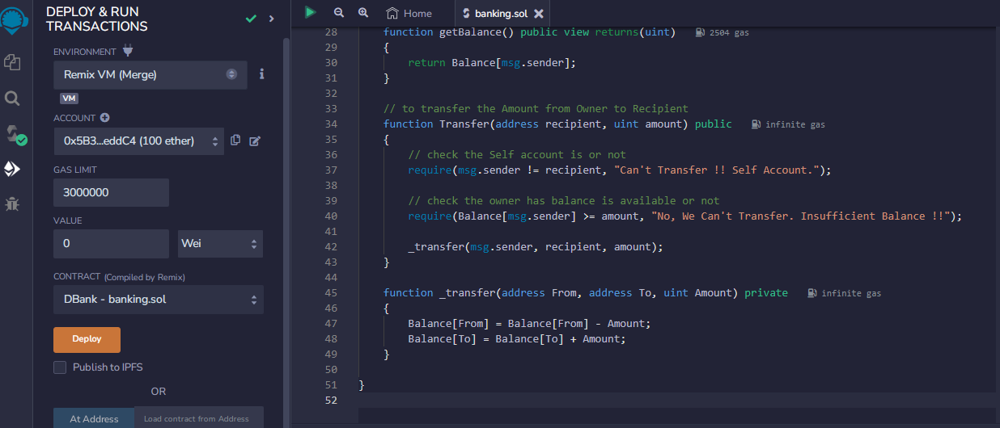 DEPLOY & RUN
TRANSACTIONS
ENVIRONMENT
Remix VM (Merge)
VM
ACCOUNT
0x5B3...eddC4 (100 ether)
GAS LIMIT
3000000
VALUE
0
Wei
CONTRACT (Compiled by Remix)
DBank - banking.sol
Deploy
Publish to IPFS
OR
At Address
Load contract from Address
Home
banking.sol
28 function getBalance() public view returns(uint) 2504 gas
29 {
30 return Balance[msg.sender];
31 }
32
33 // to transfer the Amount from Owner to Recipient
34 function Transfer(address recipient, uint amount) public infinite gas
35 {
36 // check the Self account is or not
37 require(msg.sender != recipient, "Can't Transfer !! Self Account.");
38
39 // check the owner has balance is available or not
40 require(Balance[msg.sender] >= amount, "No, We Can't Transfer. Insufficient Balance !!");
41
42 _transfer(msg.sender, recipient, amount);
43 }
44
45 function _transfer(address From, address To, uint Amount) private infinite gas
46 {
47 Balance[From] = Balance[From] - Amount;
48 Balance[To] = Balance[To] + Amount;
49 }
50
51 }
52